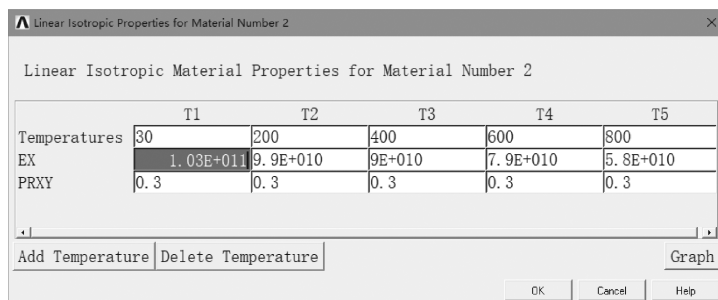 Linear Isotropic Properties for Material Number 2
Linear Isotropic Material Properties for Material Number 2
T1 T2 T3 T4 T5
Temperatures 30 200 400 600 800
EX 1.03E+011 9.9E+010 9E+010 7.9E+010 5.8E+010
PRXY 0.3 0.3 0.3 0.3 0.3
Add Temperature Delete Temperature Graph
OK Cancel Help